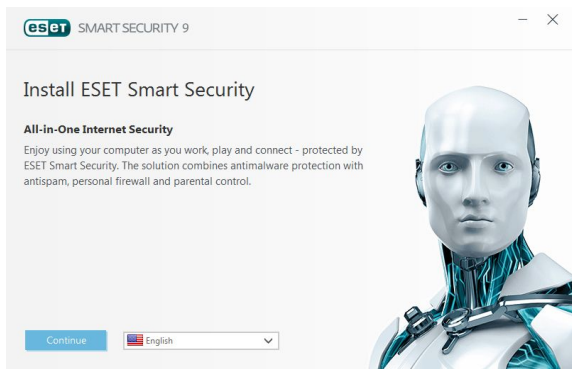 eset SMART SECURITY 9
Install ESET Smart Security
All-in-One Internet Security
Enjoy using your computer as you work, play and connect - protected by
ESET Smart Security. The solution combines antimalware protection with
antispam, personal firewall and parental control.
Continue English